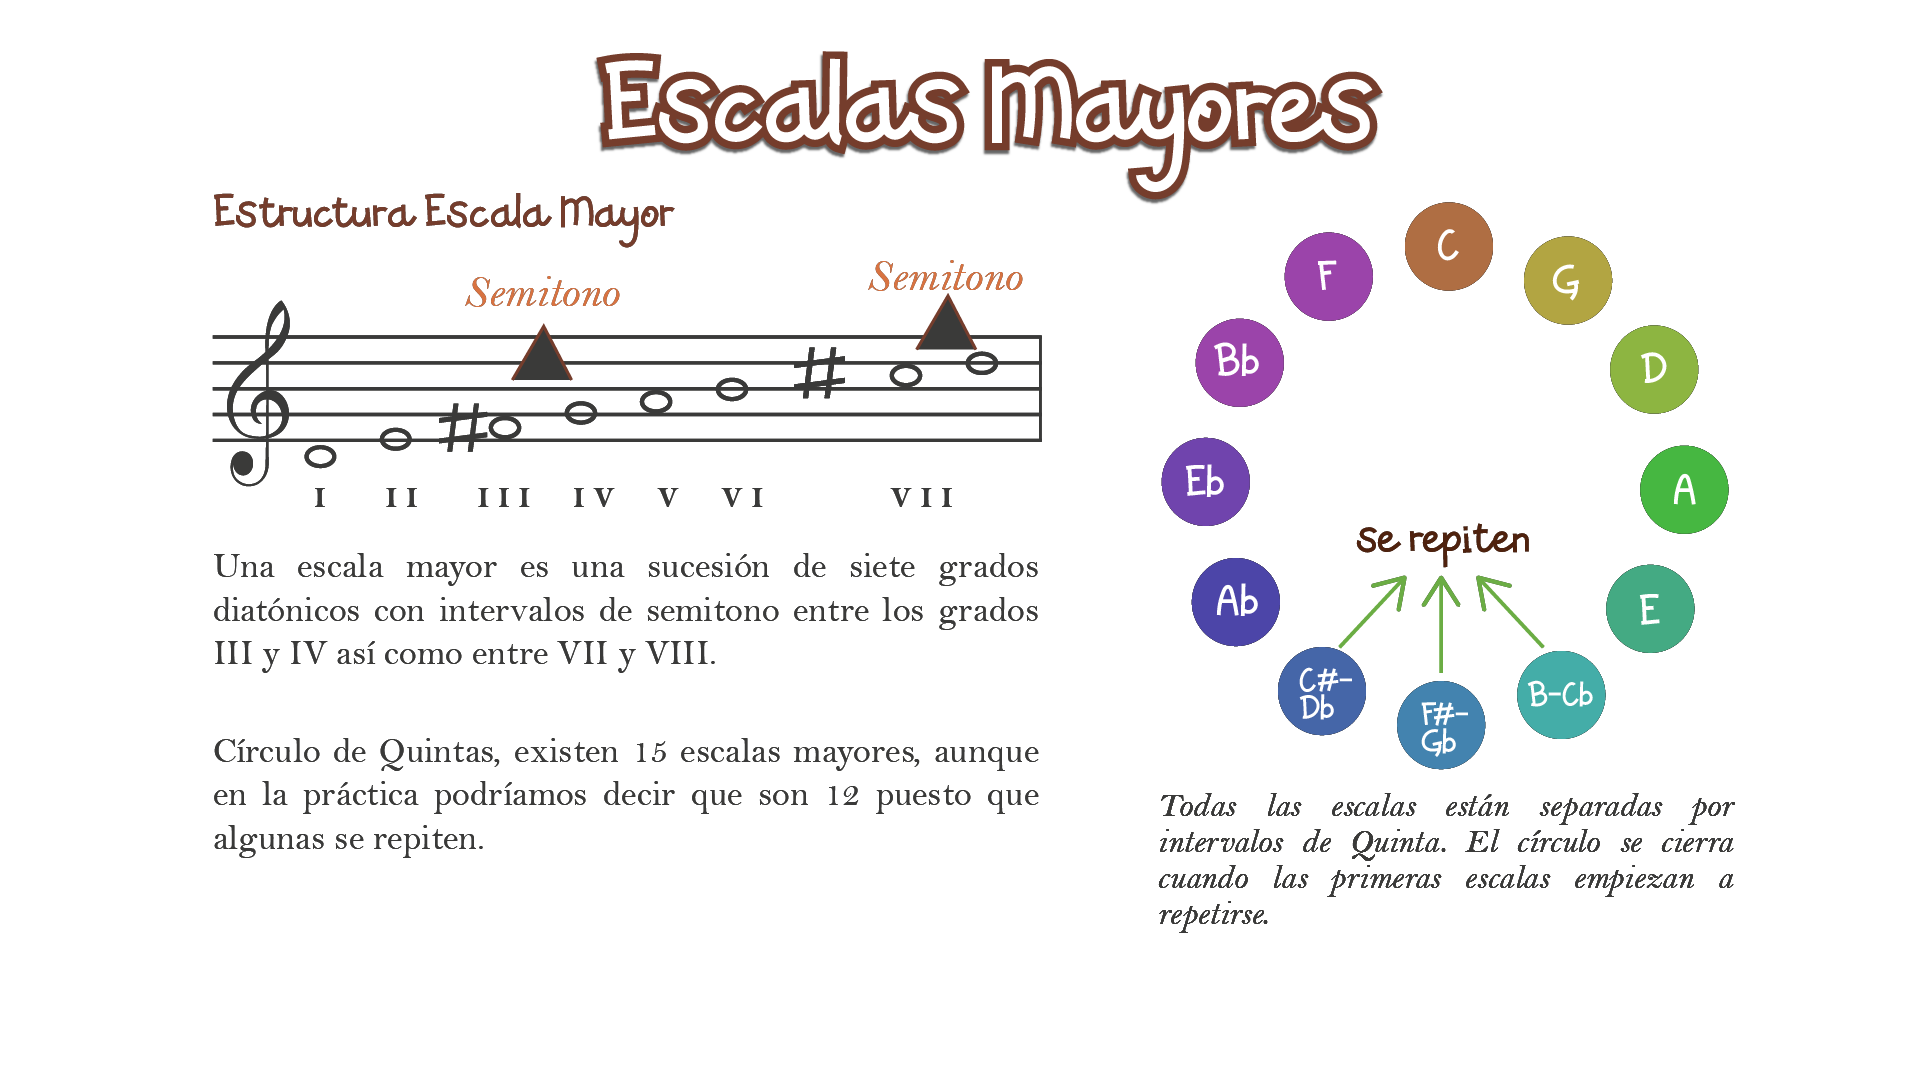 Escalas Mayores
Estructura Escala Mayor
Semitono
Semitono
I II III IV V VI VII
Una escala mayor es una sucesión de siete grados
diatónicos con intervalos de semitono entre los grados
III y IV así como entre VII y VIII.
Círculo de Quintas, existen 15 escalas mayores, aunque
en la práctica podríamos decir que son 12 puesto que
algunas se repiten.
C
G
D
A
E
B-Cb
F#-
Gb
C#-
Db
Ab
Eb
Bb
F
se repiten
Todas las escalas están separadas por
intervalos de Quinta. El círculo se cierra
cuando las primeras escalas empiezan a
repetirse.